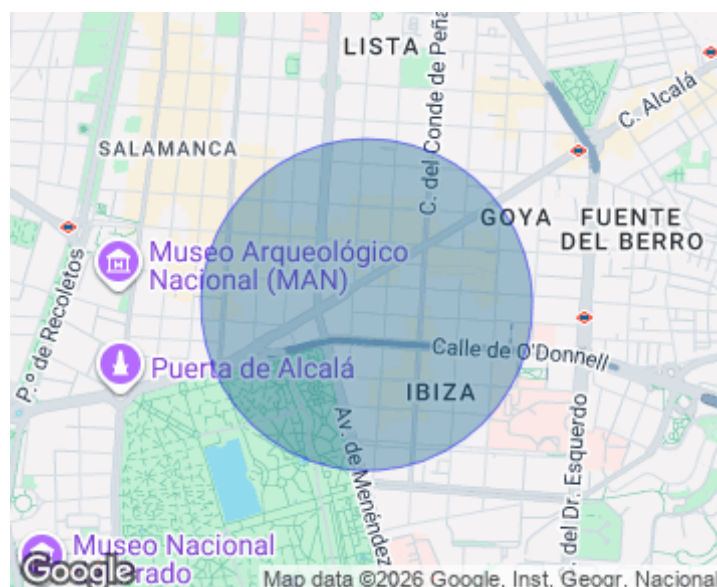 LISTA
C. del Conde de Peña
C. Alcalá
SALAMANCA
GOYA
FUENTE
DEL BERRO
Museo Arqueológico
Nacional (MAN)
P.º de Recoletos
Calle de O'Donnell
Puerta de Alcalá
IBIZA
Av. de Menéndez
. del Dr. Esquerdo
Museo Nacional
Google
Map data ©2026 Google, Inst. Geogr. Nacional